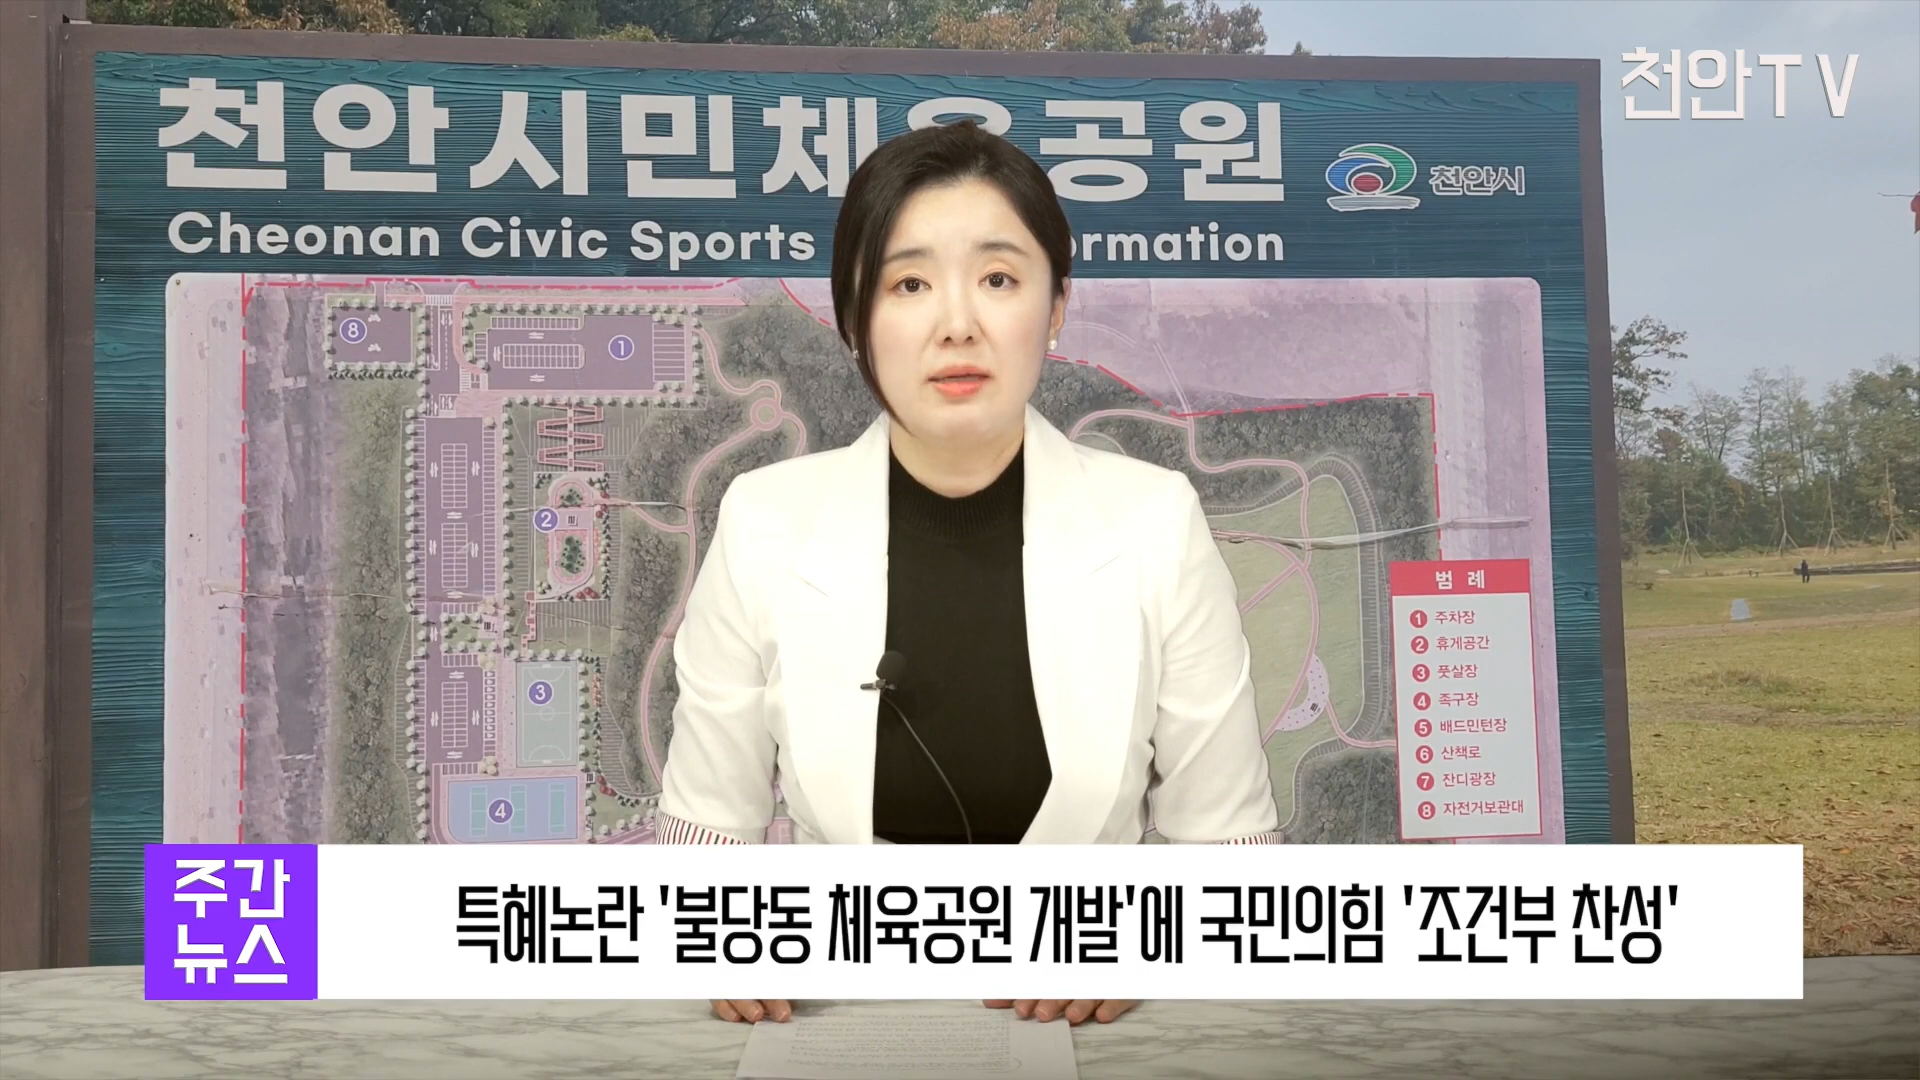 천안TV
천안시민체육공원
천안시
Cheonan Civic Sports ormation
8
1
2
3
4
범례
1 주차장
2 휴게공간
3 풋살장
4 족구장
5 배드민턴장
6 산책로
7 잔디광장
8 자전거보관대
주간
뉴스
특혜논란 '불당동 체육공원 개발'에 국민의힘 '조건부 찬성'